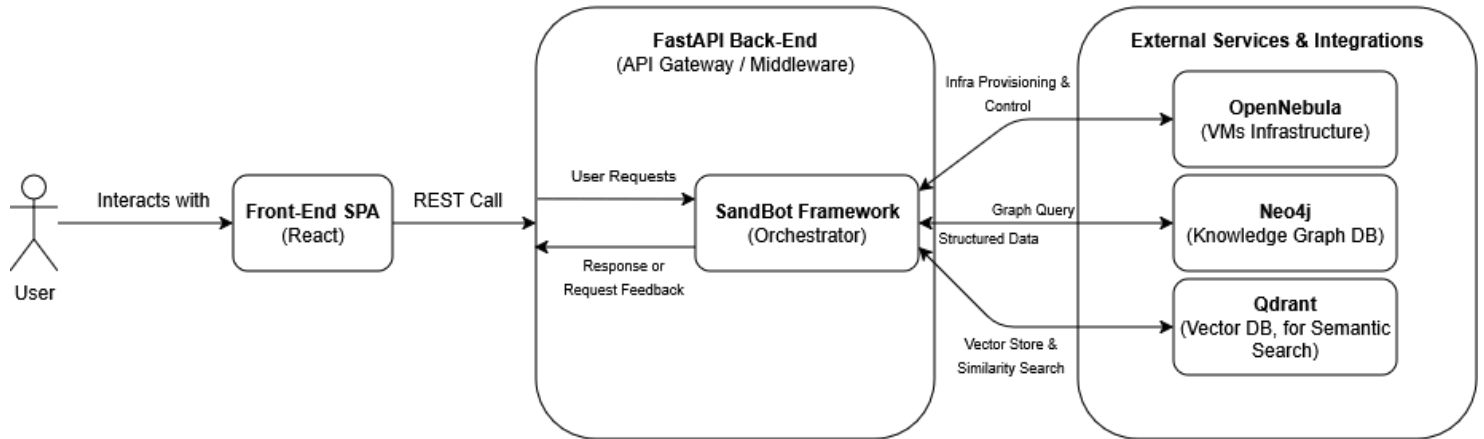 User
Interacts with
Front-End SPA
(React)
REST Call
FastAPI Back-End
(API Gateway / Middleware)
User Requests
SandBot Framework
(Orchestrator)
Response or
Request Feedback
Infra Provisioning &
Control
Graph Query
Structured Data
Vector Store &
Similarity Search
External Services & Integrations
OpenNebula
(VMs Infrastructure)
Neo4j
(Knowledge Graph DB)
Qdrant
(Vector DB, for Semantic
Search)